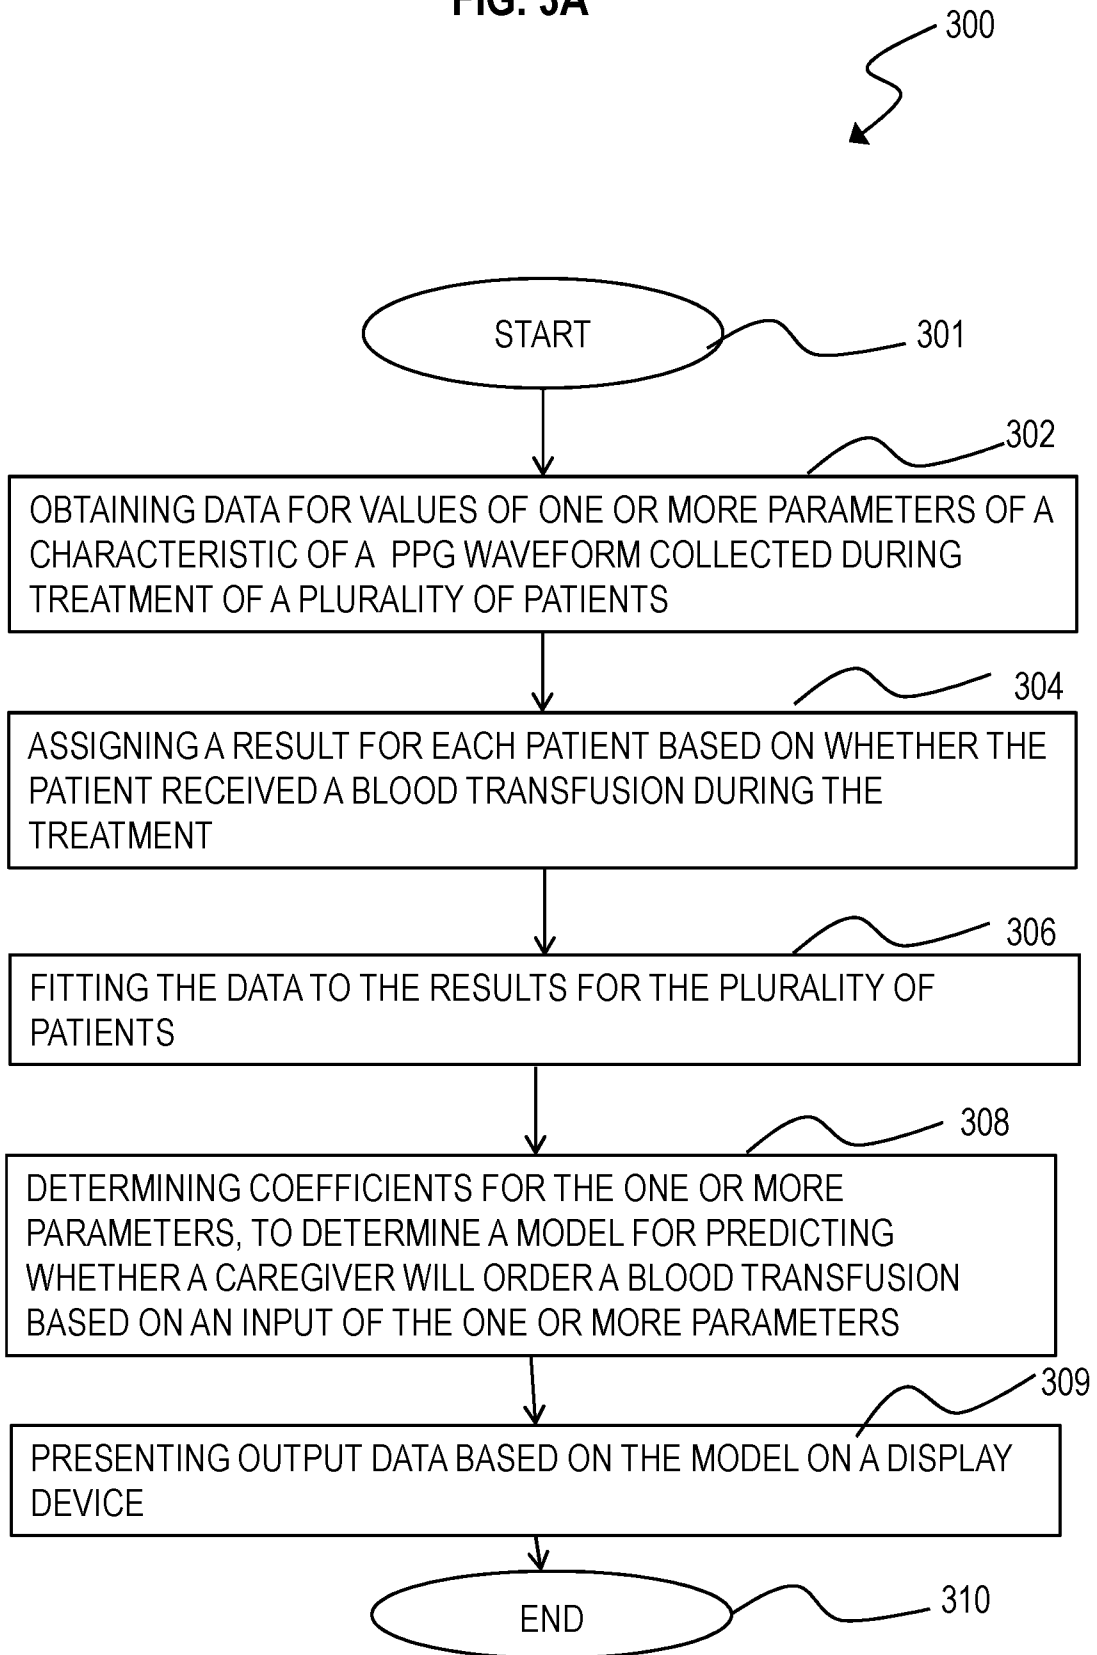 FIG. 3A
300
START
301
302
OBTAINING DATA FOR VALUES OF ONE OR MORE PARAMETERS OF A
CHARACTERISTIC OF A PPG WAVEFORM COLLECTED DURING
TREATMENT OF A PLURALITY OF PATIENTS
304
ASSIGNING A RESULT FOR EACH PATIENT BASED ON WHETHER THE
PATIENT RECEIVED A BLOOD TRANSFUSION DURING THE
TREATMENT
306
FITTING THE DATA TO THE RESULTS FOR THE PLURALITY OF
PATIENTS
308
DETERMINING COEFFICIENTS FOR THE ONE OR MORE
PARAMETERS, TO DETERMINE A MODEL FOR PREDICTING
WHETHER A CAREGIVER WILL ORDER A BLOOD TRANSFUSION
BASED ON AN INPUT OF THE ONE OR MORE PARAMETERS
309
PRESENTING OUTPUT DATA BASED ON THE MODEL ON A DISPLAY
DEVICE
END
310